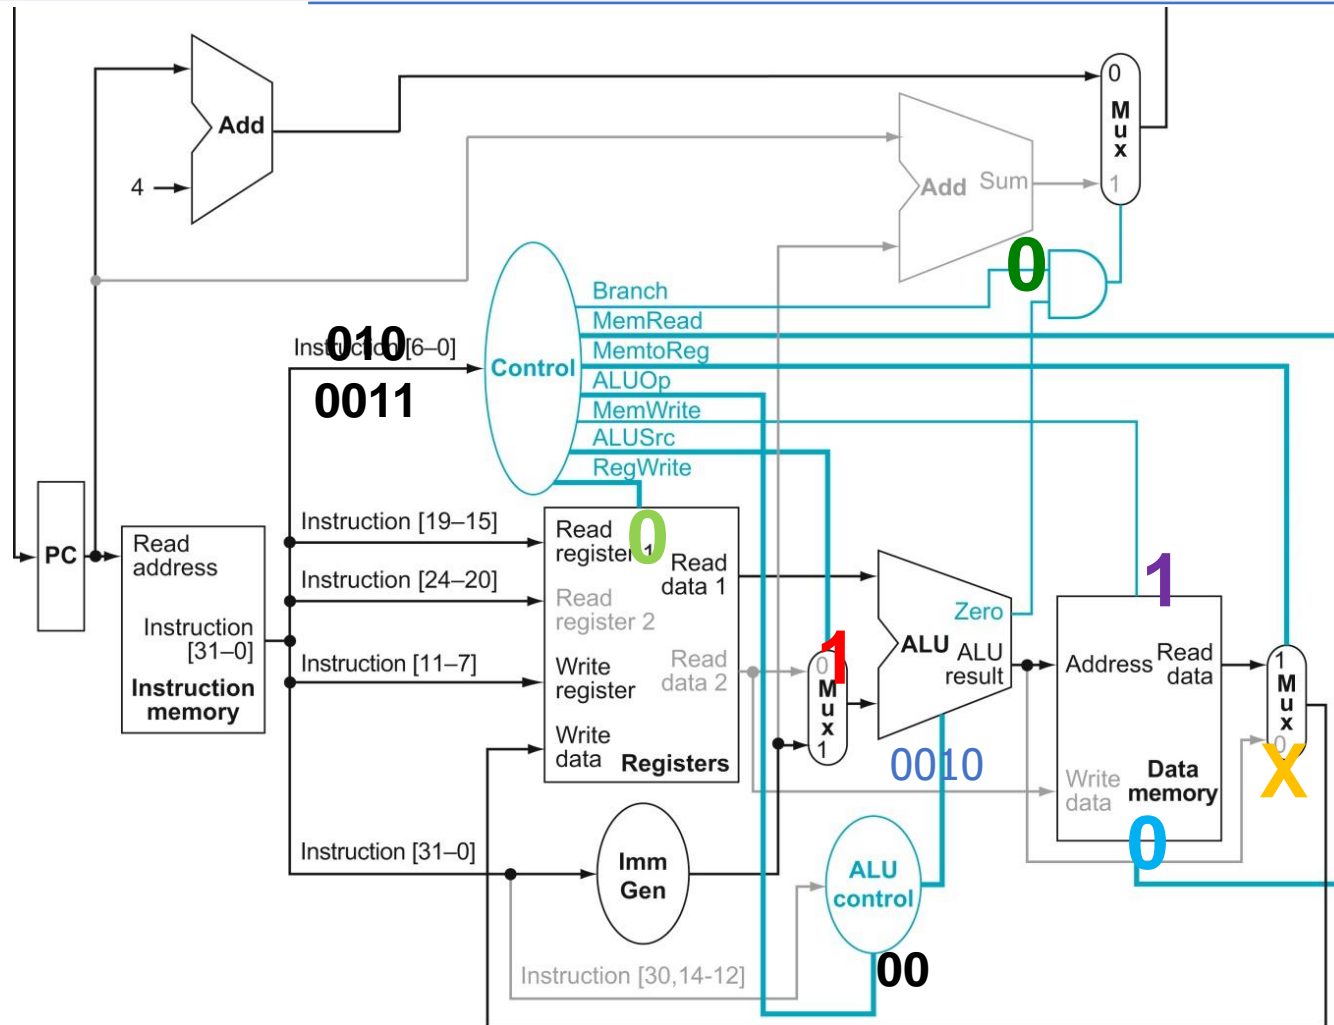 0
Mux
1
Add
4
Add Sum
0
Branch
MemRead
MemtoReg
ALUOp
MemWrite
ALUSrc
RegWrite
Control
Instruction [6–0]
010
0011
PC
Read
address
Instruction
[31–0]
Instruction
memory
Instruction [19–15]
Instruction [24–20]
Instruction [11–7]
Instruction [31–0]
0
Read
register 1
Read
data 1
Read
register 2
Read
data 2
Write
register
Write
data
Registers
1
0
Mux
1
Zero
ALU
ALU
result
0010
1
Address
Read
data
Write
data
Data
memory
0
1
Mux
0
X
Imm
Gen
ALU
control
Instruction [30,14-12]
00